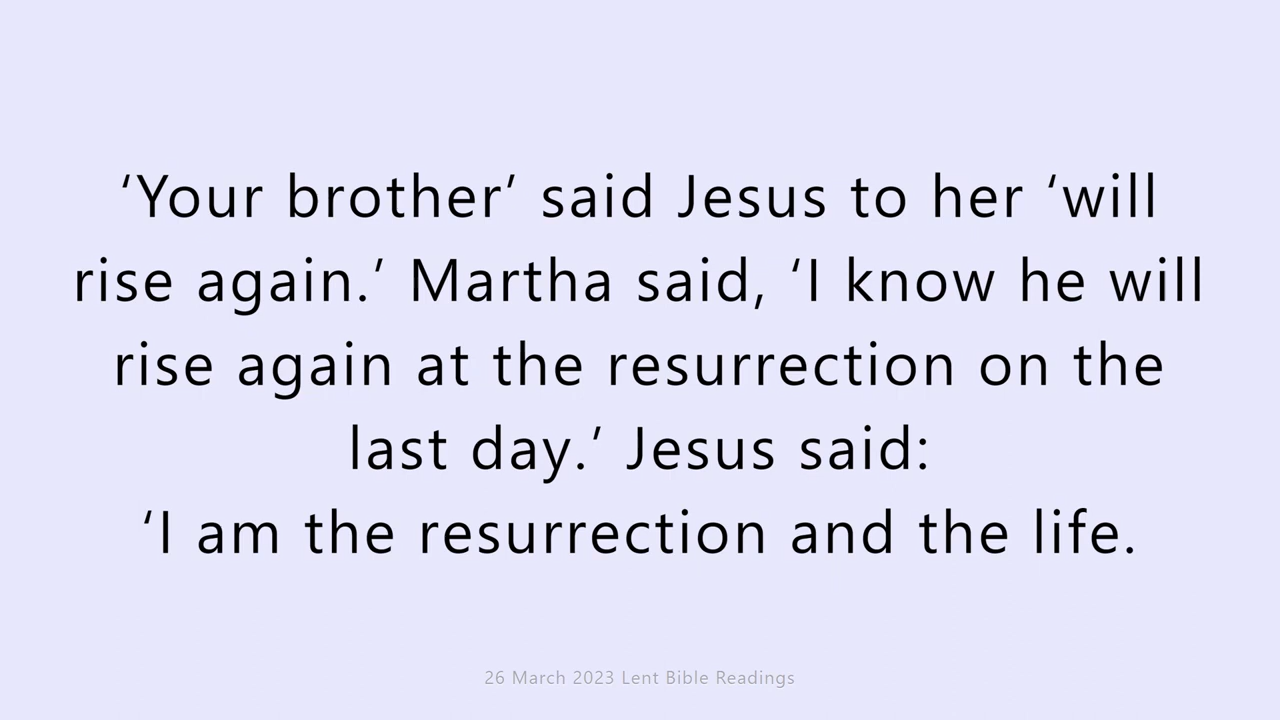 ‘Your brother’ said Jesus to her ‘will
rise again.’ Martha said, ‘I know he will
rise again at the resurrection on the
last day.’ Jesus said:
‘I am the resurrection and the life.
26 March 2023 Lent Bible Readings